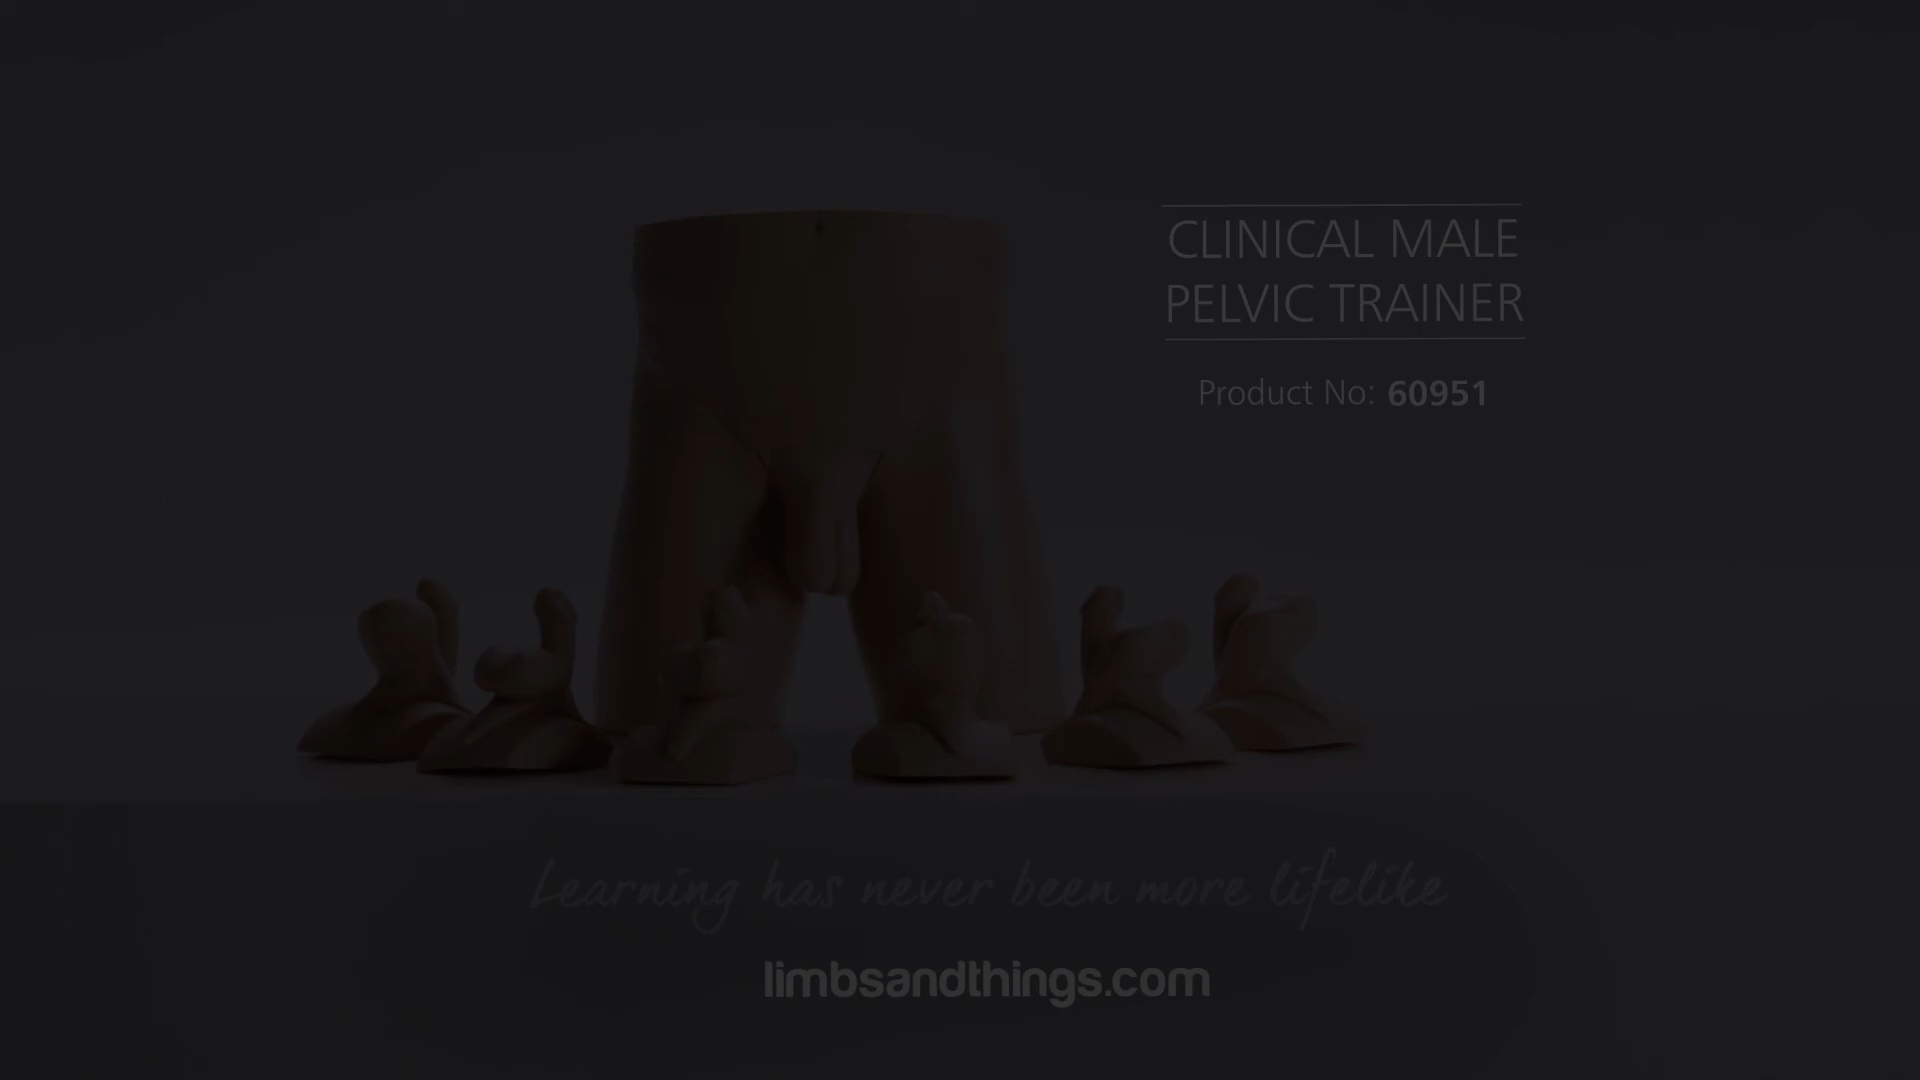 CLINICAL MALE
PELVIC TRAINER
Product No: 60951
Learning has never been more lifelike
limbsandthings.com